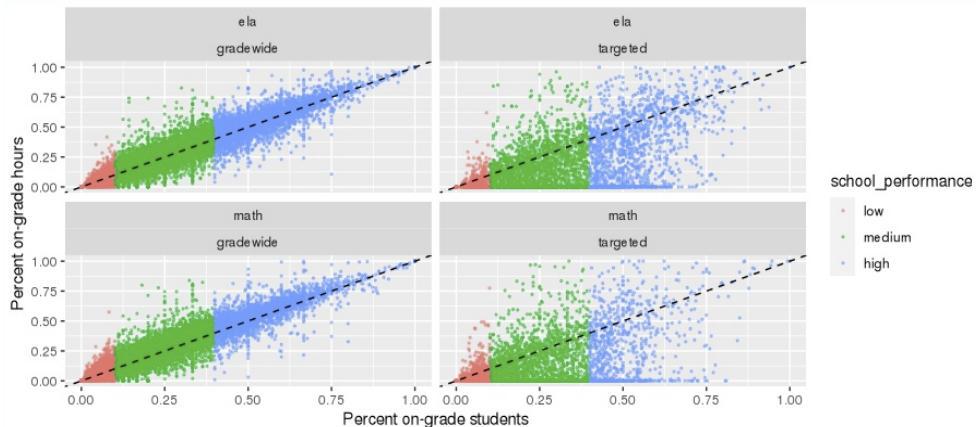 ela
ela
gradewide
targeted
1.00
0.75
0.50
0.25
0.00
math
math
gradewide
targeted
1.00
0.75
0.50
0.25
0.00
0.00 0.25 0.50 0.75 1.00
0.00 0.25 0.50 0.75 1.00
Percent on-grade hours
Percent on-grade students
school_performance
low
medium
high